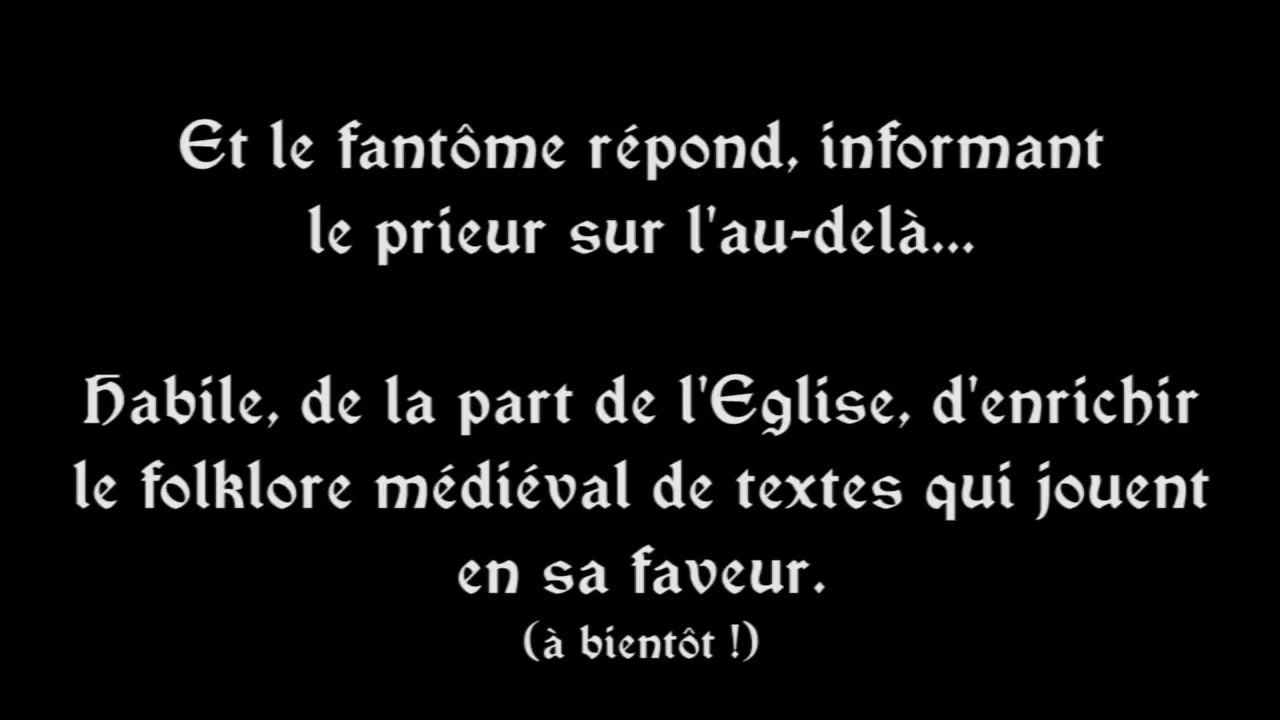 Et le fantôme répond, informant
le prieur sur l'au-delà...
Habile, de la part de l'Eglise, d'enrichir
le folklore médiéval de textes qui jouent
en sa faveur.
(à bientôt !)